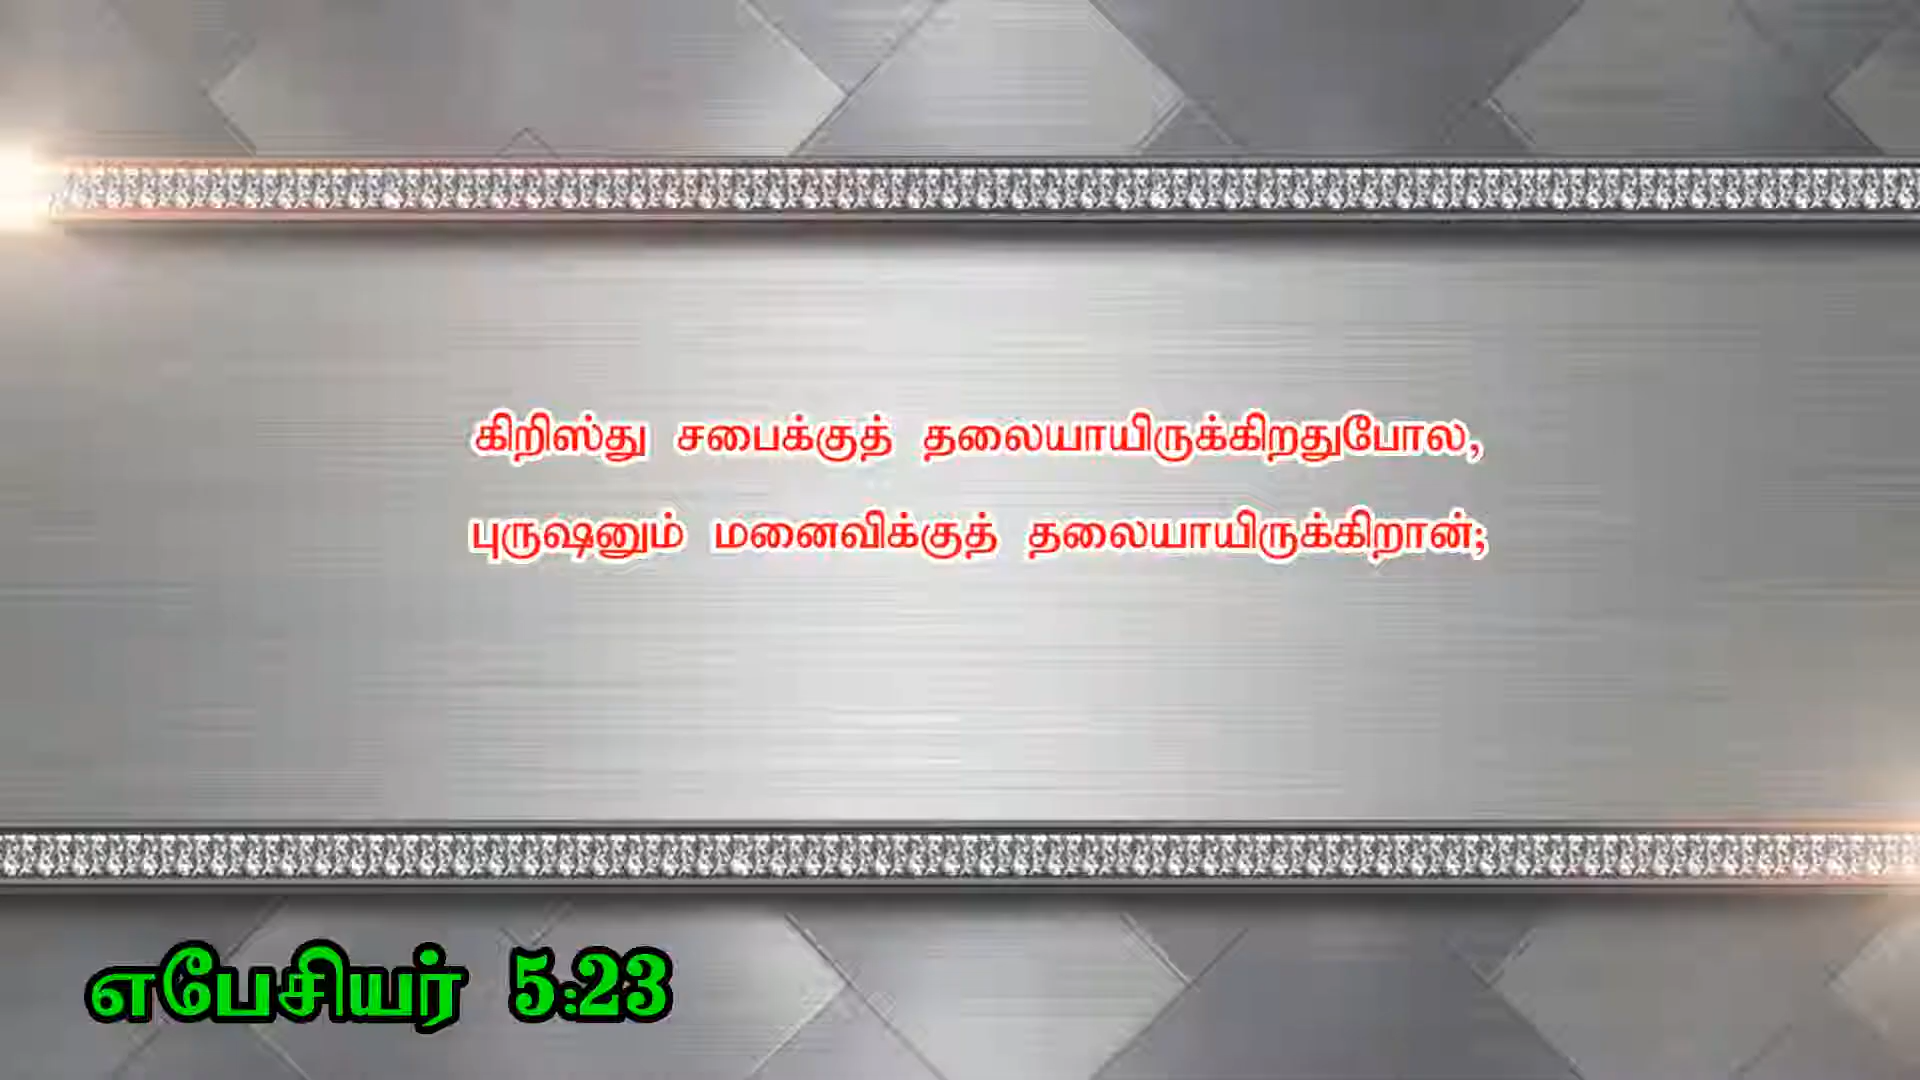 கிறிஸ்து சபைக்குத் தலையாயிருக்கிறதுபோல,
புருஷனும் மனைவிக்குத் தலையாயிருக்கிறான்;
எபேசியர் 5:23